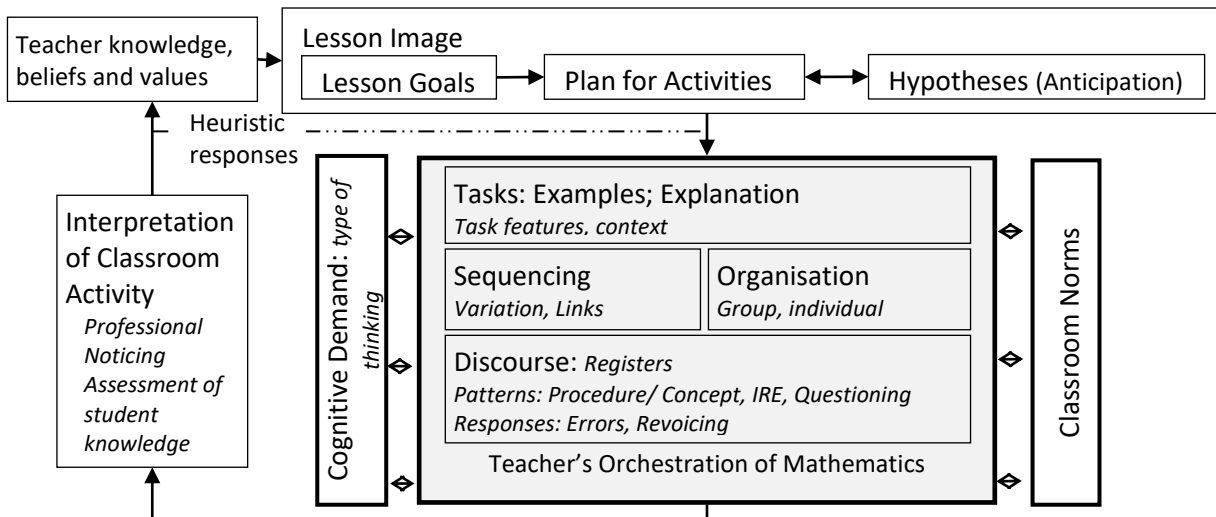 Teacher knowledge,
beliefs and values
Lesson Image
Lesson Goals
Plan for Activities
Hypotheses (Anticipation)
Heuristic
responses
Interpretation
of Classroom
Activity
Professional
Noticing
Assessment of
student
knowledge
Cognitive Demand: type of
thinking
Tasks: Examples; Explanation
Task features, context
Sequencing
Variation, Links
Organisation
Group, individual
Discourse: Registers
Patterns: Procedure/ Concept, IRE, Questioning
Responses: Errors, Revoicing
Teacher’s Orchestration of Mathematics
Classroom Norms